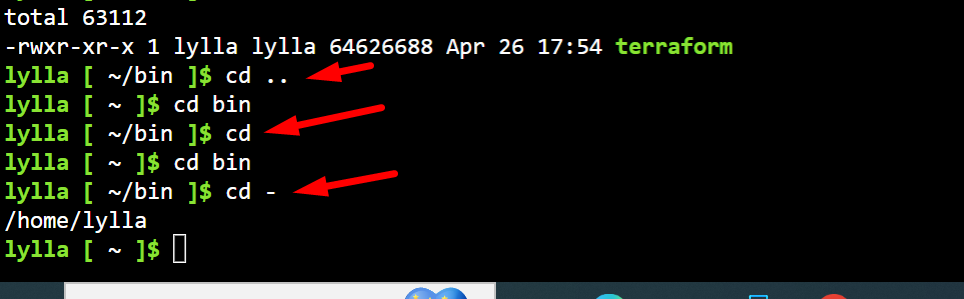 total 63112
-rwxr-xr-x 1 lylla lylla 64626688 Apr 26 17:54 terraform
lylla [ ~/bin ]$ cd ..
lylla [ ~ ]$ cd bin
lylla [ ~/bin ]$ cd
lylla [ ~ ]$ cd bin
lylla [ ~/bin ]$ cd -
/home/lylla
lylla [ ~ ]$